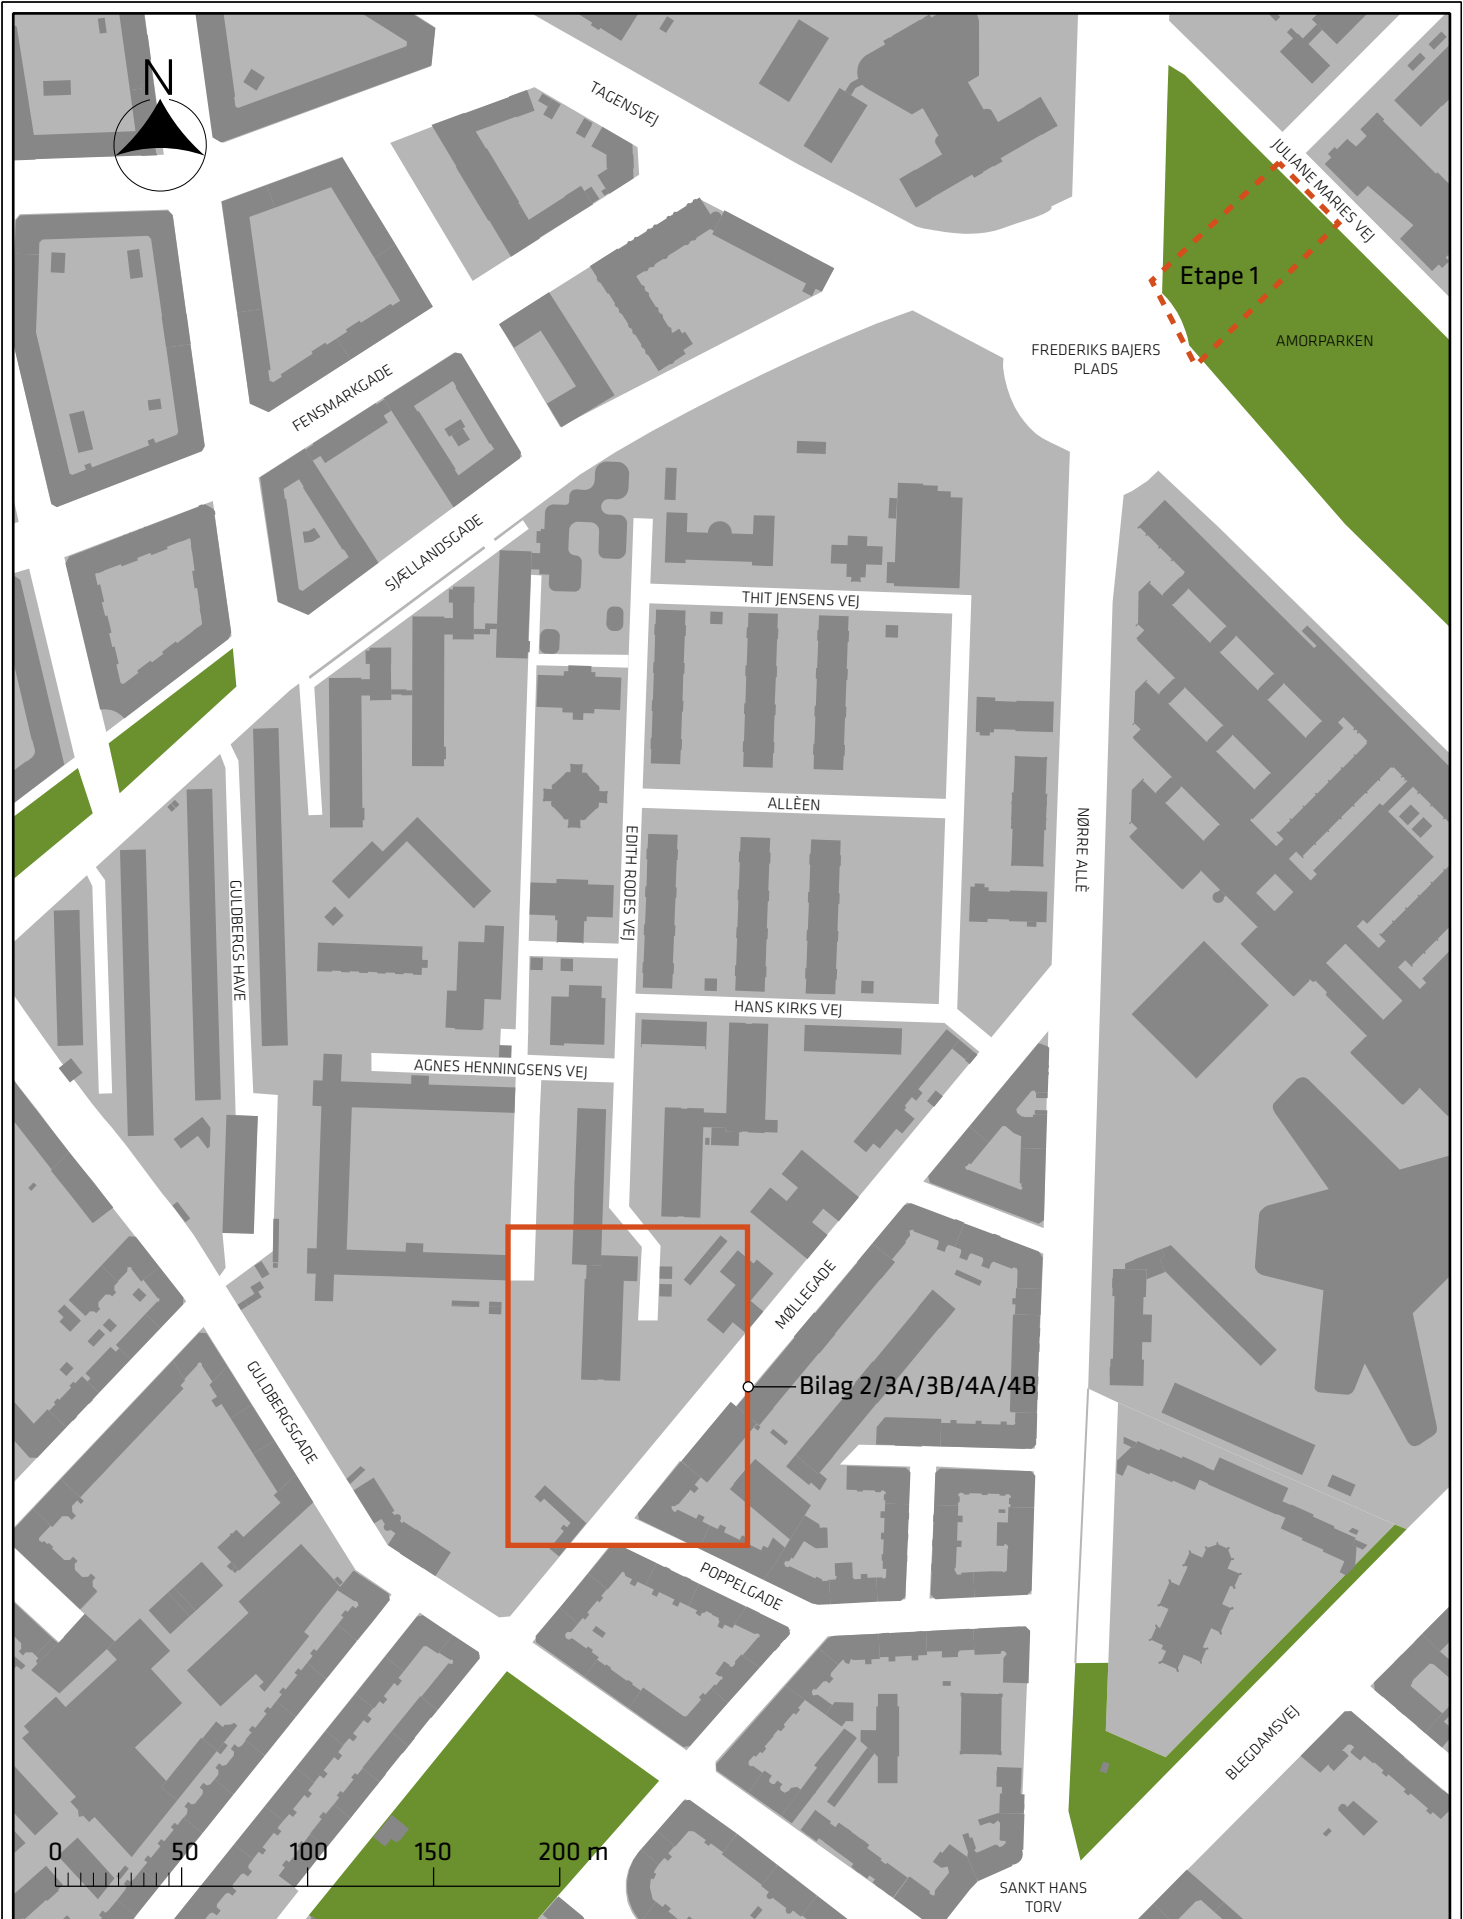 N
TAGENSVEJ
JULIANE MARIES VEJ
Etape 1
AMORPARKEN
FREDERIKS BAJERS
PLADS
FENSMARKGADE
SJÆLLANDSGADE
THIT JENSENS VEJ
ALLÈEN
EDITH RODES VEJ
NØRRE ALLÈ
GULDBERGS HAVE
HANS KIRKS VEJ
AGNES HENNINGSENS VEJ
MØLLEGADE
Bilag 2/3A/3B/4A/4B
GULDBERGSGADE
POPPELGADE
BLEGDAMSVEJ
0 50 100 150 200 m
SANKT HANS
TORV